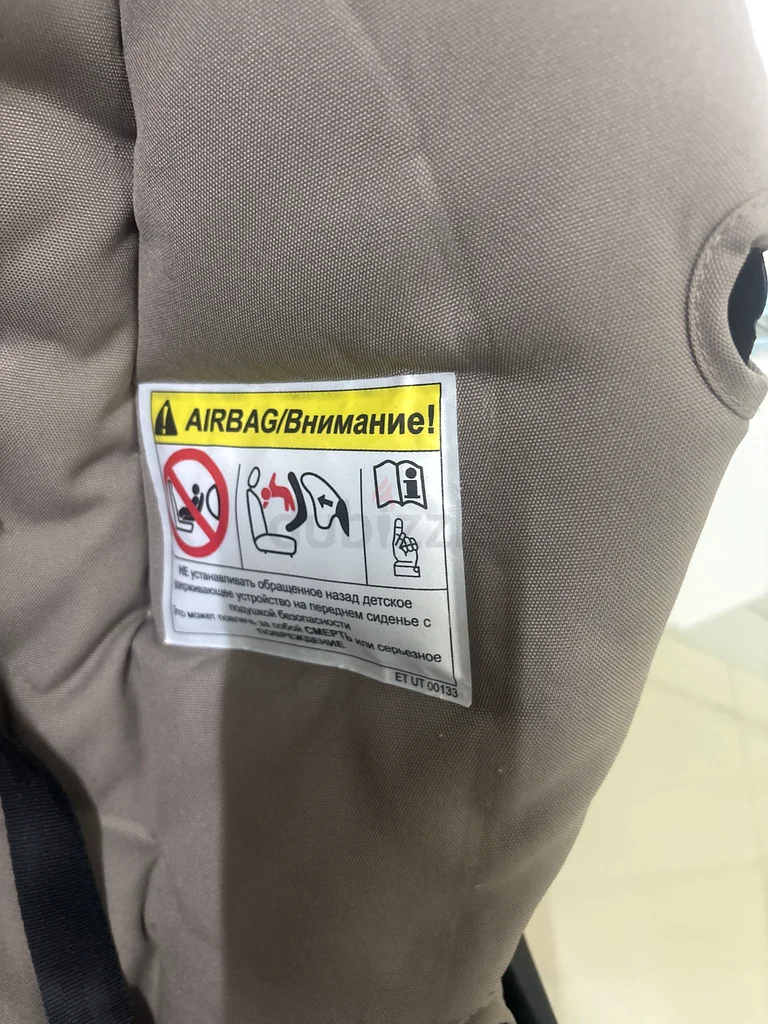 AIRBAG/Внимание!
i
dubizzle
НЕ устанавливать обращенное назад детское
удерживающее устройство на переднем сиденье с
подушкой безопасности
Это может повлечь за собой СМЕРТЬ или серьезное
ПОВРЕЖДЕНИЕ
ET UT 00133